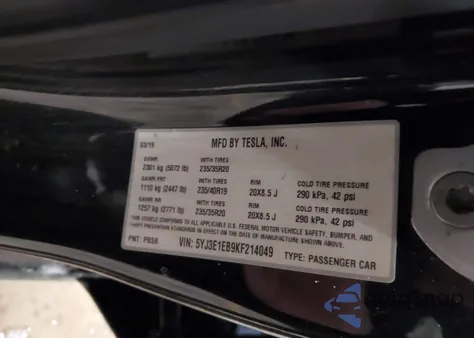 03/19 MFD BY TESLA, INC.
GVWR WITH TIRES
2301 kg (5072 lb) 235/35R20
GAWR FRT WITH TIRES RIM COLD TIRE PRESSURE
1110 kg (2447 lb) 235/40R19 20X8.5 J 290 kPa, 42 psi
GAWR RR WITH TIRES RIM COLD TIRE PRESSURE
1257 kg (2771 lb) 235/35R20 20X8.5 J 290 kPa, 42 psi
THIS VEHICLE CONFORMS TO ALL APPLICABLE U.S. FEDERAL MOTOR VEHICLE SAFETY, BUMPER, AND
THEFT PREVENTION STANDARDS IN EFFECT ON THE DATE OF MANUFACTURE SHOWN ABOVE.
PNT: PBSB VIN: 5YJ3E1EB9KF214049 TYPE: PASSENGER CAR
AutoSnap